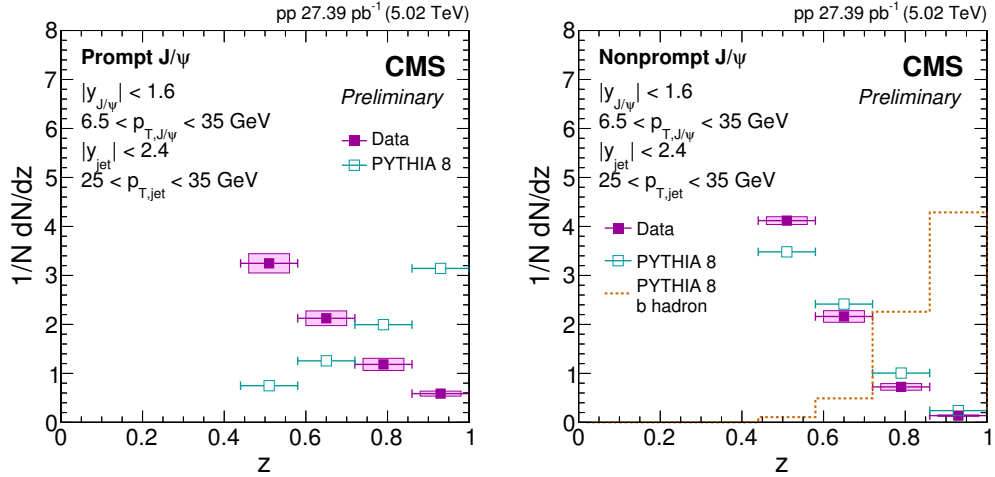 pp 27.39 pb⁻¹ (5.02 TeV)
Prompt J/ψ
CMS
|y_J/ψ| < 1.6
Preliminary
6.5 < p_T,J/ψ < 35 GeV
|y_jet| < 2.4
25 < p_T,jet < 35 GeV
Data
PYTHIA 8
1/N dN/dz
8
7
6
5
4
3
2
1
0
0 0.2 0.4 0.6 0.8 1
z
pp 27.39 pb⁻¹ (5.02 TeV)
Nonprompt J/ψ
CMS
|y_J/ψ| < 1.6
Preliminary
6.5 < p_T,J/ψ < 35 GeV
|y_jet| < 2.4
25 < p_T,jet < 35 GeV
Data
PYTHIA 8
PYTHIA 8
b hadron
1/N dN/dz
8
7
6
5
4
3
2
1
0
0 0.2 0.4 0.6 0.8 1
z